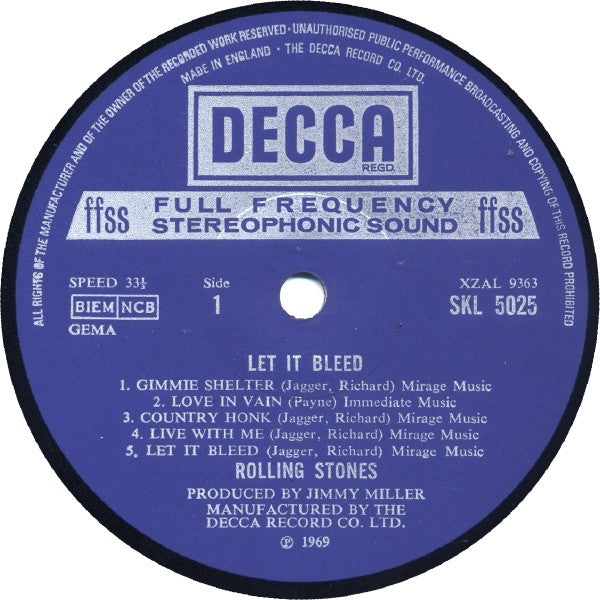 ALL RIGHTS OF THE MANUFACTURER AND OF THE OWNER OF THE RECORDED WORK RESERVED · UNAUTHORISED PUBLIC PERFORMANCE BROADCASTING AND COPYING OF THIS RECORD PROHIBITED
MADE IN ENGLAND · THE DECCA RECORD CO. LTD.
DECCA
REGD.
ffss FULL FREQUENCY ffss
STEREOPHONIC SOUND
SPEED 33⅓ Side XZAL 9363
BIEM NCB 1 SKL 5025
GEMA
LET IT BLEED
1. GIMMIE SHELTER (Jagger, Richard) Mirage Music
2. LOVE IN VAIN (Payne) Immediate Music
3. COUNTRY HONK (Jagger, Richard) Mirage Music
4. LIVE WITH ME (Jagger, Richard) Mirage Music
5. LET IT BLEED (Jagger, Richard) Mirage Music
ROLLING STONES
PRODUCED BY JIMMY MILLER
MANUFACTURED BY THE
DECCA RECORD CO. LTD.
℗ 1969